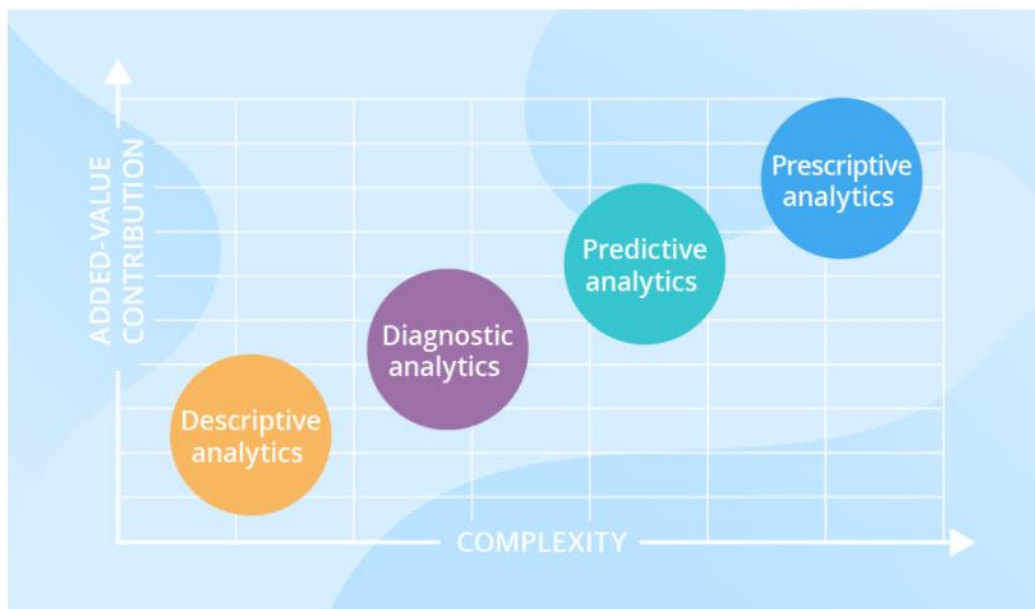 ADDED-VALUE
CONTRIBUTION
Prescriptive
analytics
Predictive
analytics
Diagnostic
analytics
Descriptive
analytics
COMPLEXITY